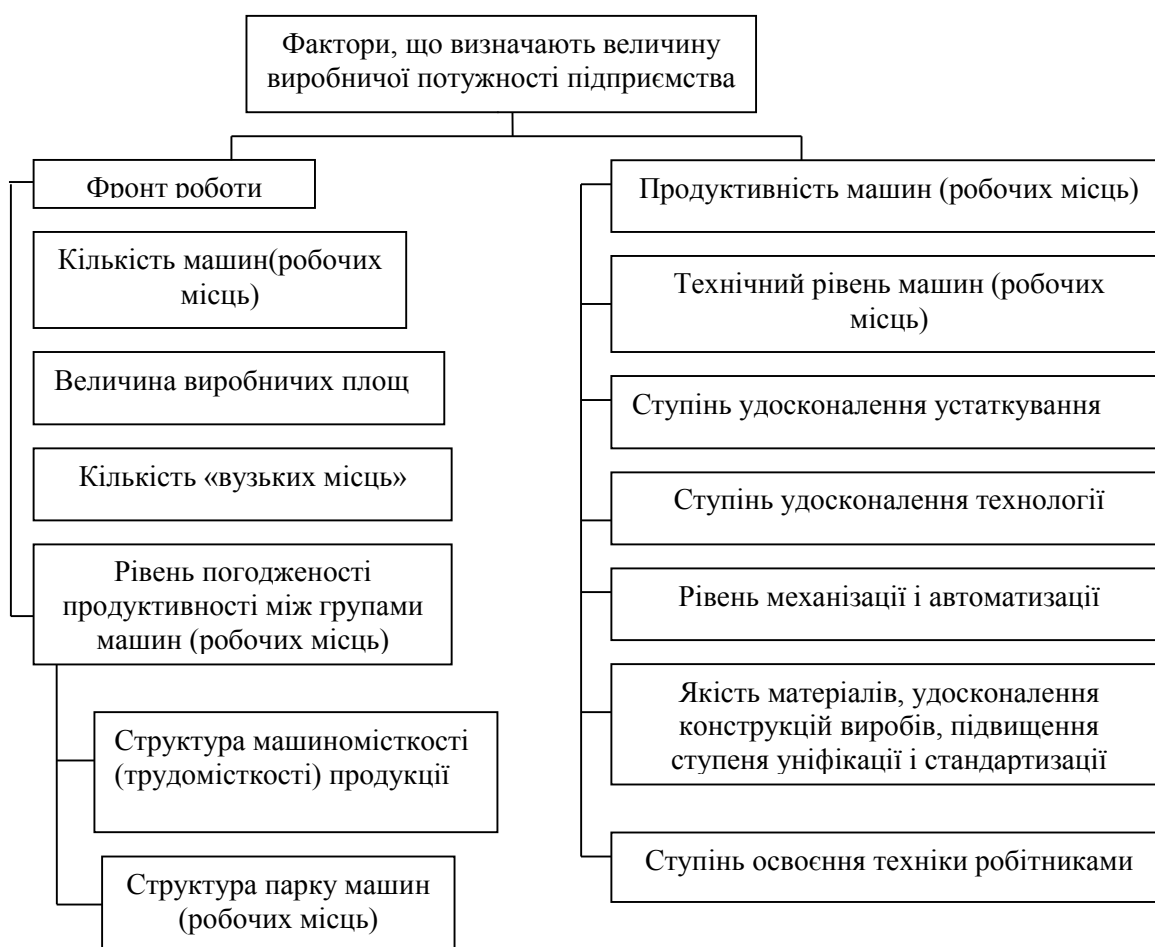 Фактори, що визначають величину
виробничої потужності підприємства
Фронт роботи
Кількість машин(робочих
місць)
Величина виробничих площ
Кількість «вузьких місць»
Рівень погодженості
продуктивності між групами
машин (робочих місць)
Структура машиномісткості
(трудомісткості) продукції
Структура парку машин
(робочих місць)
Продуктивність машин (робочих місць)
Технічний рівень машин (робочих
місць)
Ступінь удосконалення устаткування
Ступінь удосконалення технології
Рівень механізації і автоматизації
Якість матеріалів, удосконалення
конструкцій виробів, підвищення
ступеня уніфікації і стандартизації
Ступінь освоєння техніки робітниками